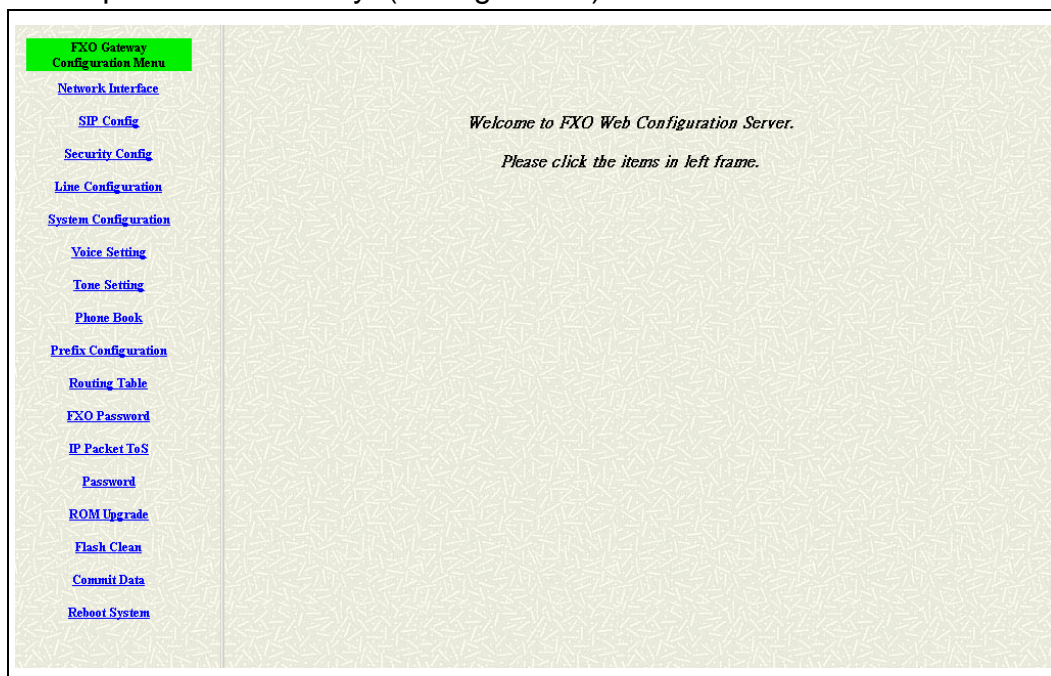 FXO Gateway
Configuration Menu
Network Interface
SIP Config
Security Config
Line Configuration
System Configuration
Voice Setting
Tone Setting
Phone Book
Prefix Configuration
Routing Table
FXO Password
IP Packet ToS
Password
ROM Upgrade
Flash Clean
Commit Data
Reboot System
Welcome to FXO Web Configuration Server.
Please click the items in left frame.